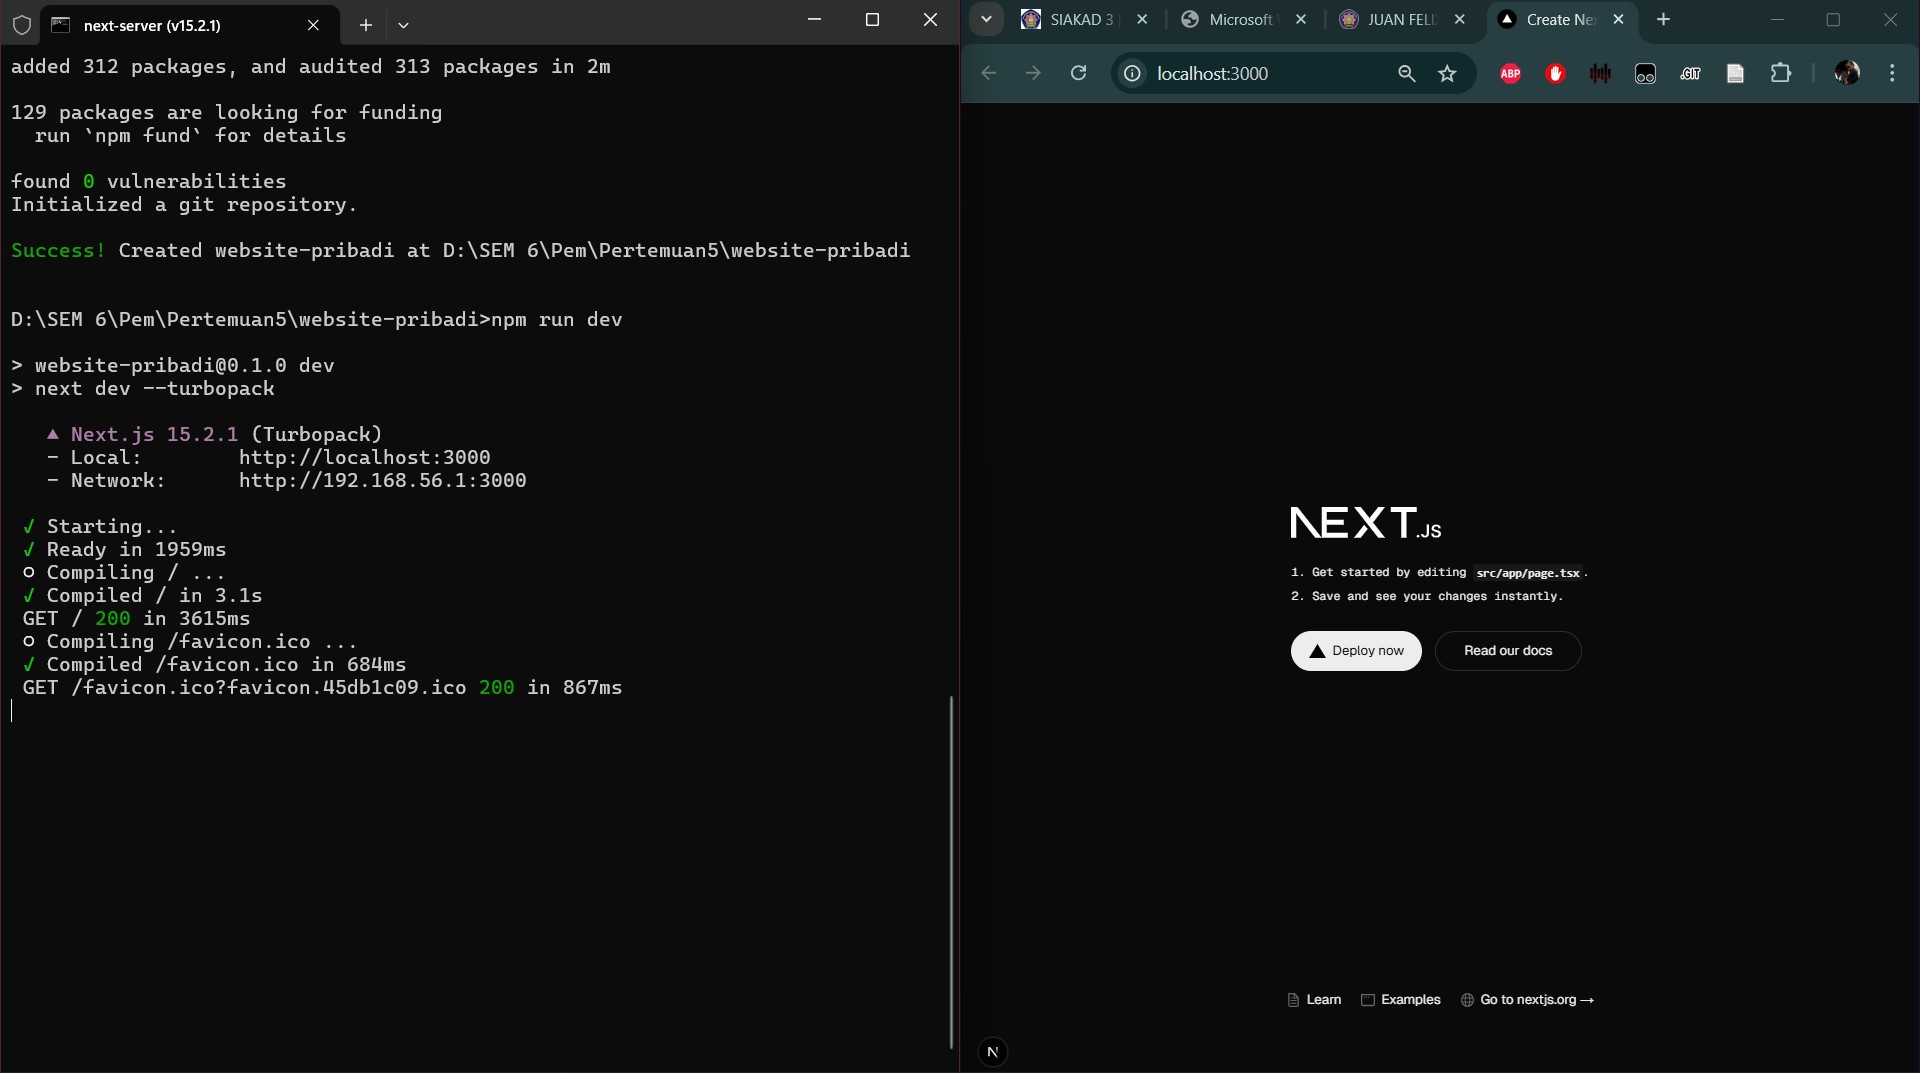 next-server (v15.2.1)
added 312 packages, and audited 313 packages in 2m
129 packages are looking for funding
run `npm fund` for details
found 0 vulnerabilities
Initialized a git repository.
Success! Created website-pribadi at D:\SEM 6\Pem\Pertemuan5\website-pribadi
D:\SEM 6\Pem\Pertemuan5\website-pribadi>npm run dev
> website-pribadi@0.1.0 dev
> next dev --turbopack
▲ Next.js 15.2.1 (Turbopack)
- Local: http://localhost:3000
- Network: http://192.168.56.1:3000
✓ Starting...
✓ Ready in 1959ms
○ Compiling / ...
✓ Compiled / in 3.1s
GET / 200 in 3615ms
○ Compiling /favicon.ico ...
✓ Compiled /favicon.ico in 684ms
GET /favicon.ico?favicon.45db1c09.ico 200 in 867ms
SIAKAD 3
Microsoft
JUAN FELI
Create Ne
localhost:3000
ABP
.GIT
NEXT.JS
1. Get started by editing src/app/page.tsx.
2. Save and see your changes instantly.
Deploy now
Read our docs
Learn
Examples
Go to nextjs.org →
N